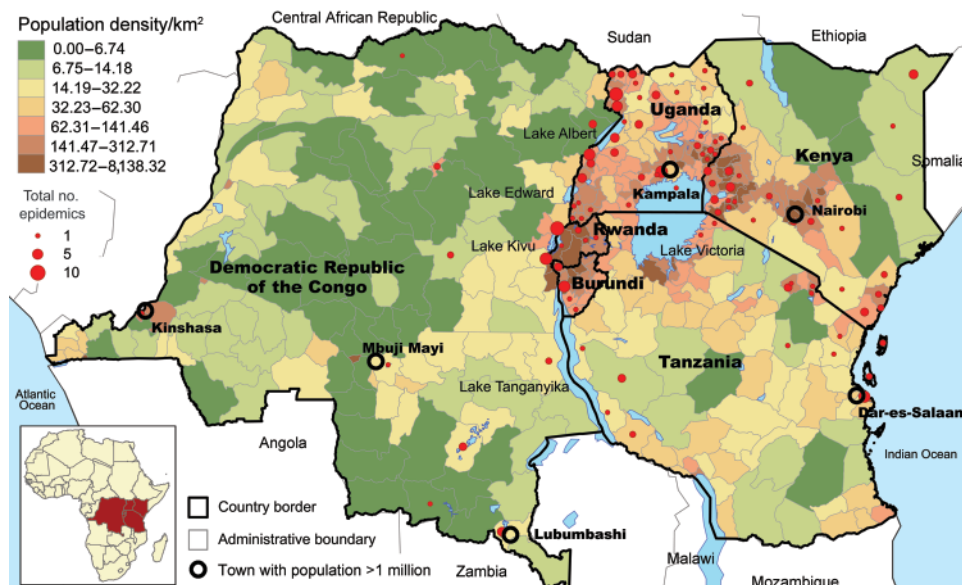 Population density/km²
0.00–6.74
6.75–14.18
14.19–32.22
32.23–62.30
62.31–141.46
141.47–312.71
312.72–8,138.32
Total no.
epidemics
1
5
10
Central African Republic
Sudan
Ethiopia
Uganda
Lake Albert
Kenya
Somalia
Lake Edward
Kampala
Nairobi
Rwanda
Lake Kivu
Lake Victoria
Democratic Republic
of the Congo
Burundi
Kinshasa
Mbuji Mayi
Tanzania
Lake Tanganyika
Atlantic
Ocean
Dar-es-Salaam
Angola
Indian Ocean
Country border
Administrative boundary
Town with population >1 million
Lubumbashi
Zambia
Malawi
Mozambique